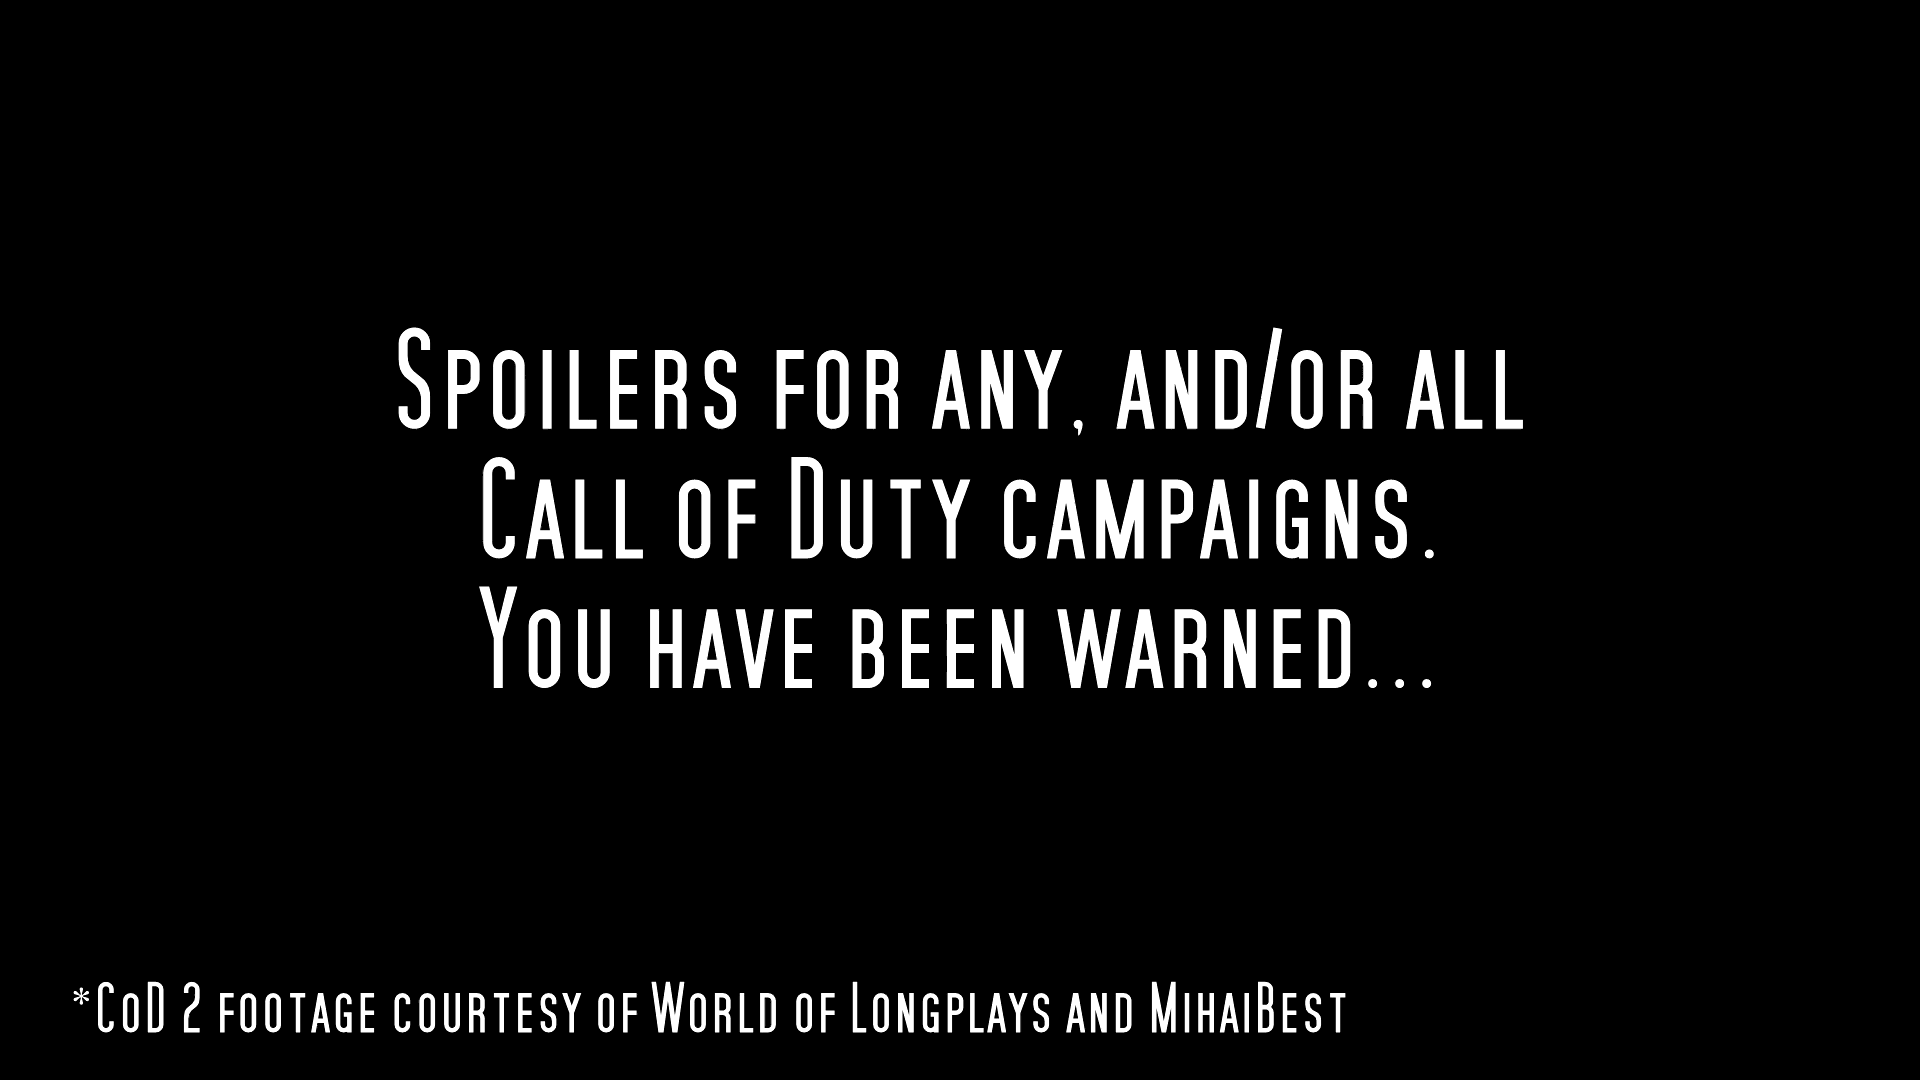 Spoilers for any, and/or all
Call of Duty campaigns.
You have been warned...
*CoD 2 footage courtesy of World of Longplays and MihaiBest